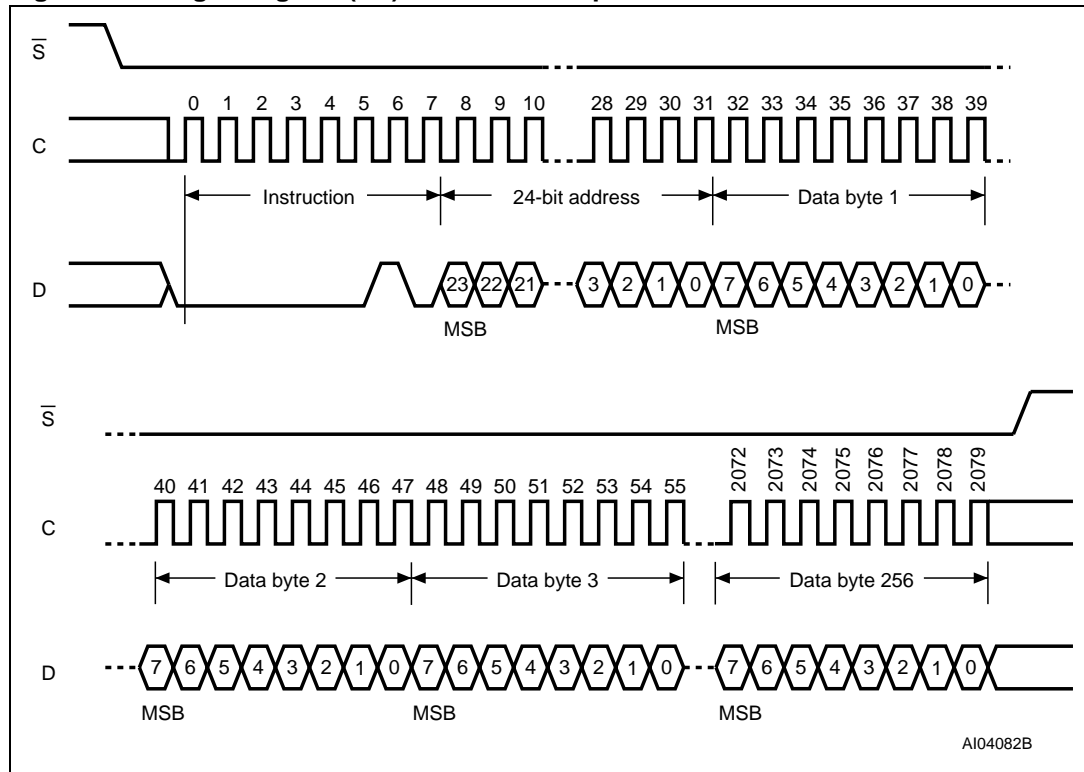 S
0 1 2 3 4 5 6 7 8 9 10 28 29 30 31 32 33 34 35 36 37 38 39
C
Instruction 24-bit address Data byte 1
D 23 22 21 3 2 1 0 7 6 5 4 3 2 1 0
MSB MSB
S
40 41 42 43 44 45 46 47 48 49 50 51 52 53 54 55 2072 2073 2074 2075 2076 2077 2078 2079
C
Data byte 2 Data byte 3 Data byte 256
D 7 6 5 4 3 2 1 0 7 6 5 4 3 2 1 0 7 6 5 4 3 2 1 0
MSB MSB MSB
AI04082B